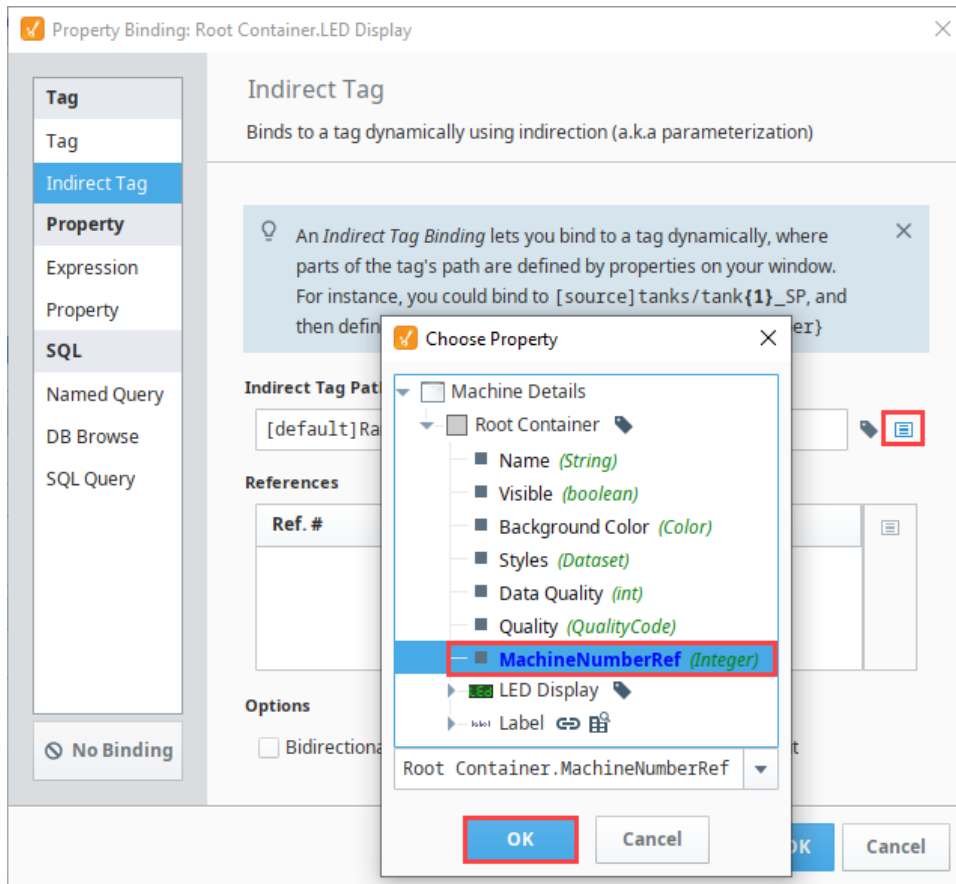 Property Binding: Root Container.LED Display
Tag
Tag
Indirect Tag
Property
Expression
Property
SQL
Named Query
DB Browse
SQL Query
No Binding
Indirect Tag
Binds to a tag dynamically using indirection (a.k.a parameterization)
An Indirect Tag Binding lets you bind to a tag dynamically, where
parts of the tag's path are defined by properties on your window.
For instance, you could bind to [source]tanks/tank{1}_SP, and
then defin
er}
Indirect Tag Pat
[default]Ra
References
Ref. #
Options
Bidirectiona
t
OK
Cancel
Choose Property
Machine Details
Root Container
Name (String)
Visible (boolean)
Background Color (Color)
Styles (Dataset)
Data Quality (int)
Quality (QualityCode)
MachineNumberRef (Integer)
LED LED Display
label Label
Root Container.MachineNumberRef
OK
Cancel